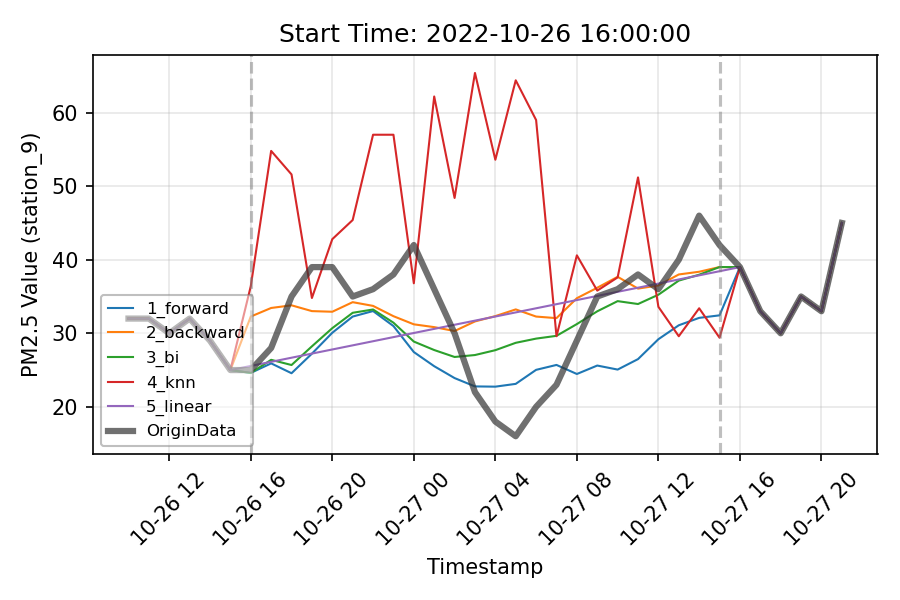 Start Time: 2022-10-26 16:00:00
PM2.5 Value (station_9)
60
50
40
30
20
1_forward
2_backward
3_bi
4_knn
5_linear
OriginData
10-26 12
10-26 16
10-26 20
10-27 00
10-27 04
10-27 08
10-27 12
10-27 16
10-27 20
Timestamp